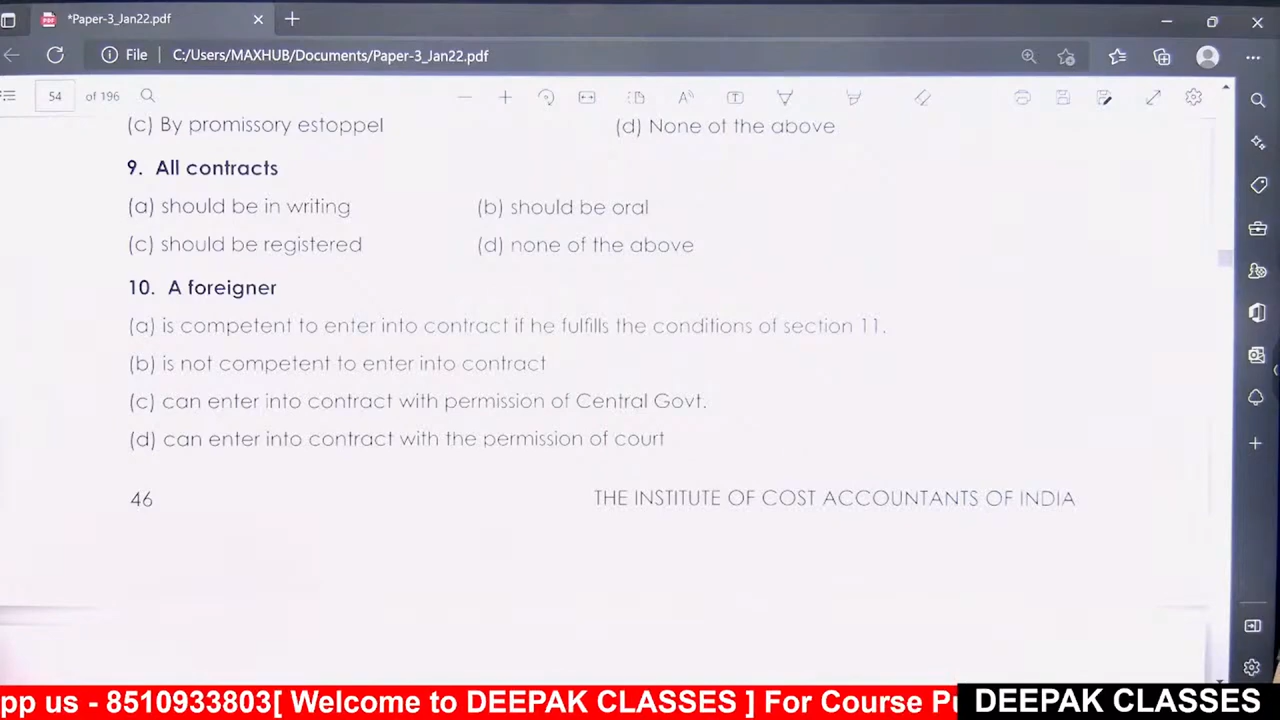 *Paper-3_Jan22.pdf
File C:/Users/MAXHUB/Documents/Paper-3_Jan22.pdf
54 of 196
(c) By promissory estoppel (d) None of the above
9. All contracts
(a) should be in writing (b) should be oral
(c) should be registered (d) none of the above
10. A foreigner
(a) is competent to enter into contract if he fulfills the conditions of section 11.
(b) is not competent to enter into contract
(c) can enter into contract with permission of Central Govt.
(d) can enter into contract with the permission of court
46 THE INSTITUTE OF COST ACCOUNTANTS OF INDIA
pp us - 8510933803[ Welcome to DEEPAK CLASSES ] For Course Pu
DEEPAK CLASSES